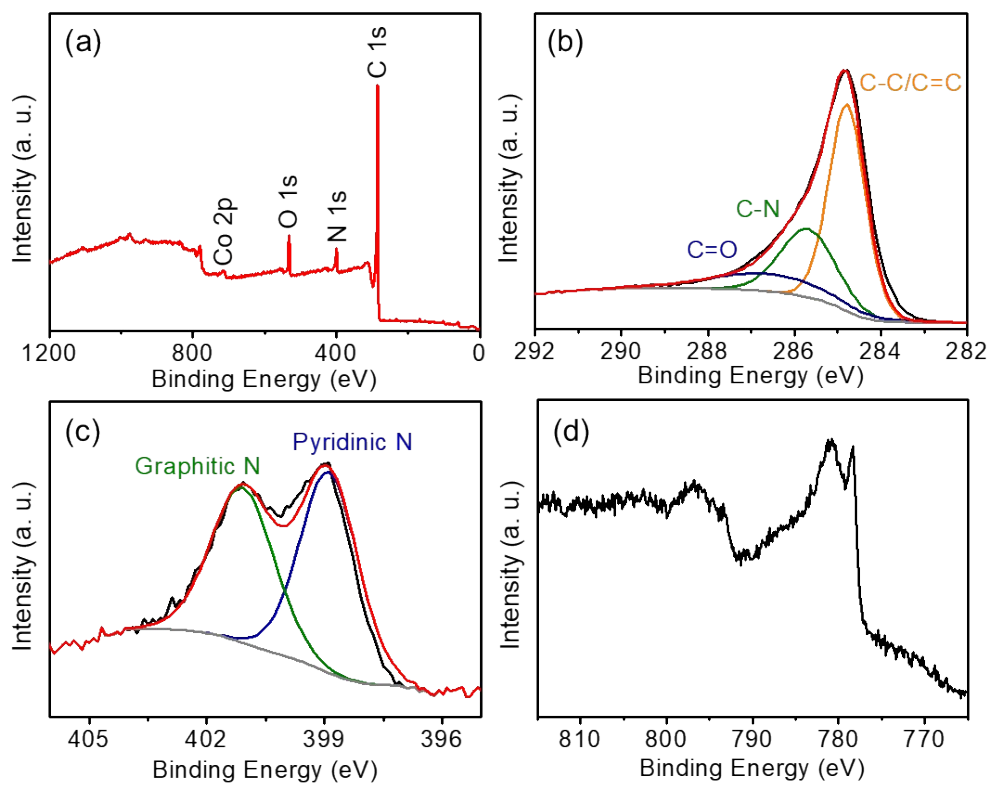 (a)
Co 2p
O 1s
N 1s
C 1s
Intensity (a. u.)
1200 800 400 0
Binding Energy (eV)
(b)
C-C/C=C
C-N
C=O
Intensity (a. u.)
292 290 288 286 284 282
Binding Energy (eV)
(c)
Pyridinic N
Graphitic N
Intensity (a. u.)
405 402 399 396
Binding Energy (eV)
(d)
Intensity (a. u.)
810 800 790 780 770
Binding Energy (eV)